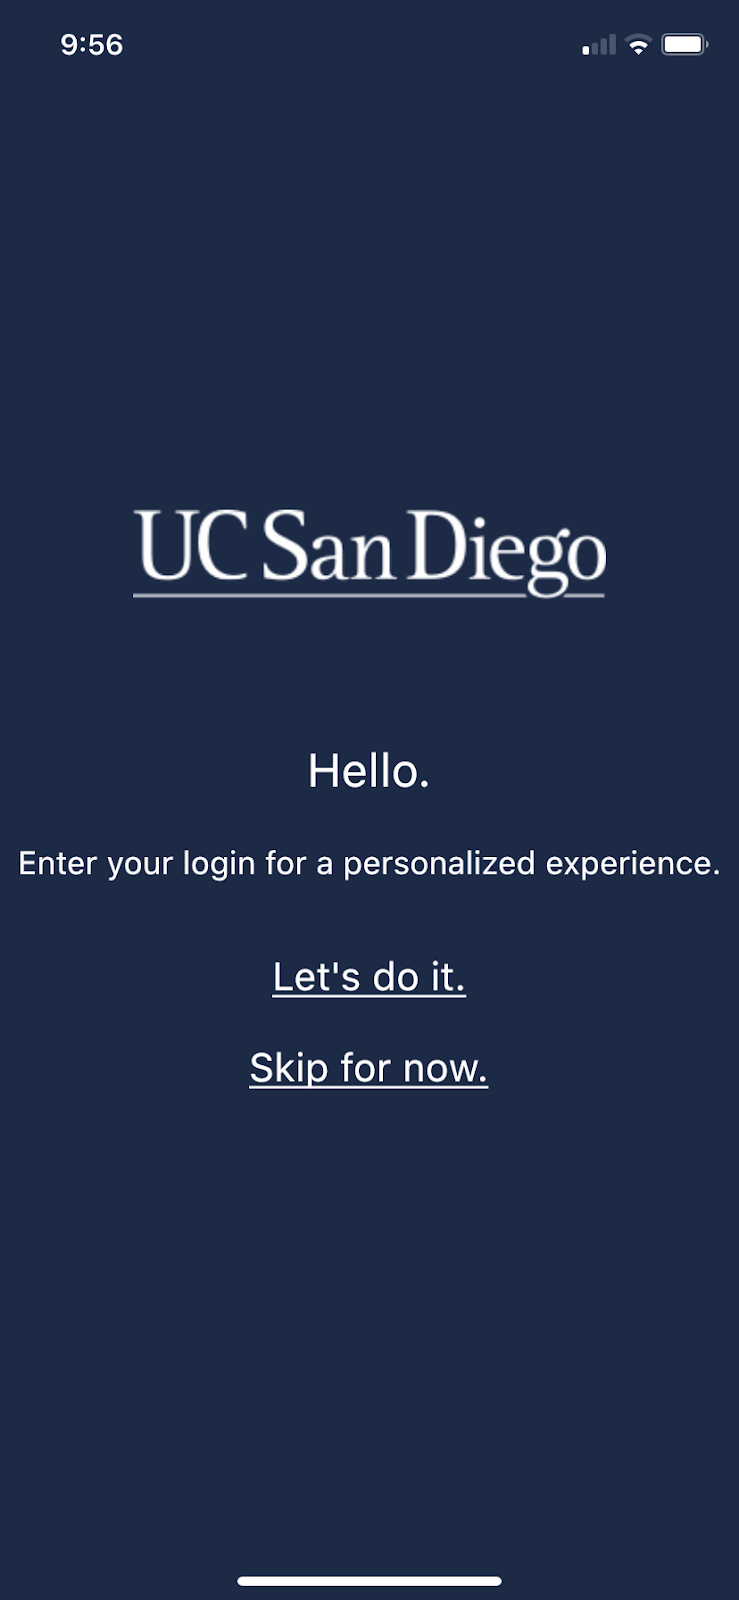 9:56
UC San Diego
Hello.
Enter your login for a personalized experience.
Let's do it.
Skip for now.